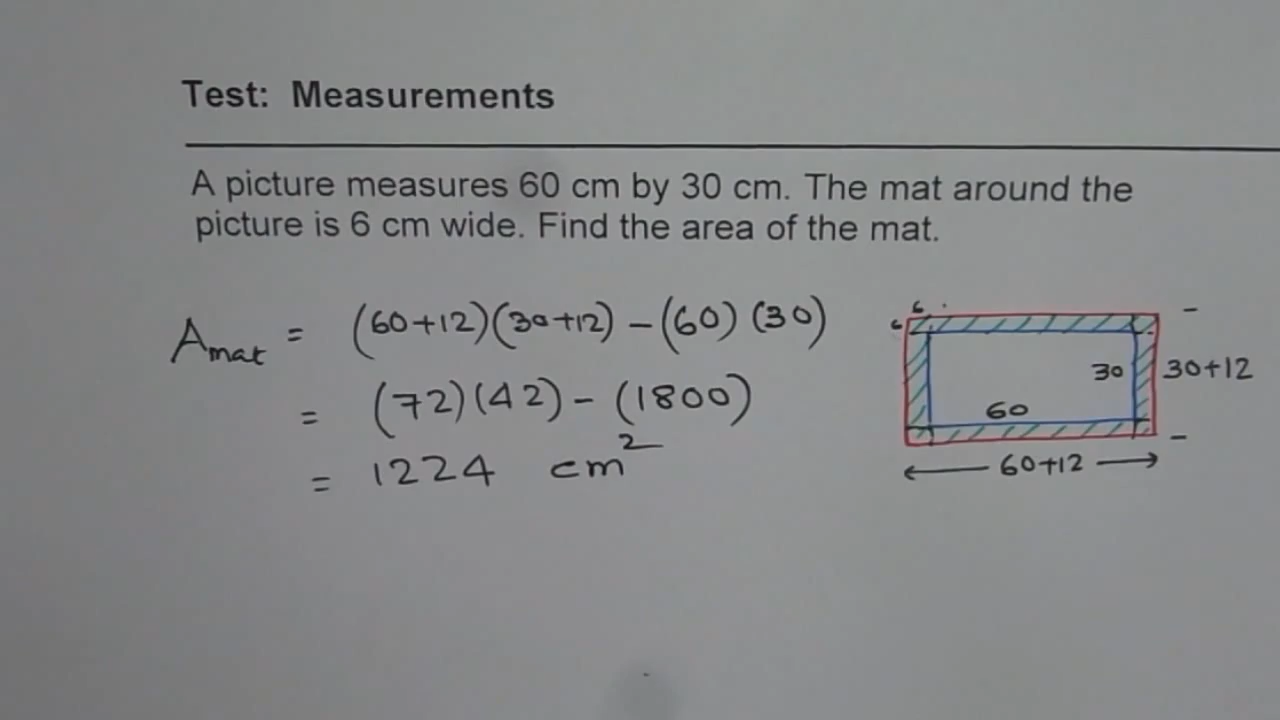 Test: Measurements
A picture measures 60 cm by 30 cm. The mat around the
picture is 6 cm wide. Find the area of the mat.
Amat = (60+12)(30+12) - (60) (30)
= (72)(42) - (1800)
= 1224 cm²
6
6
30
30+12
60
60+12